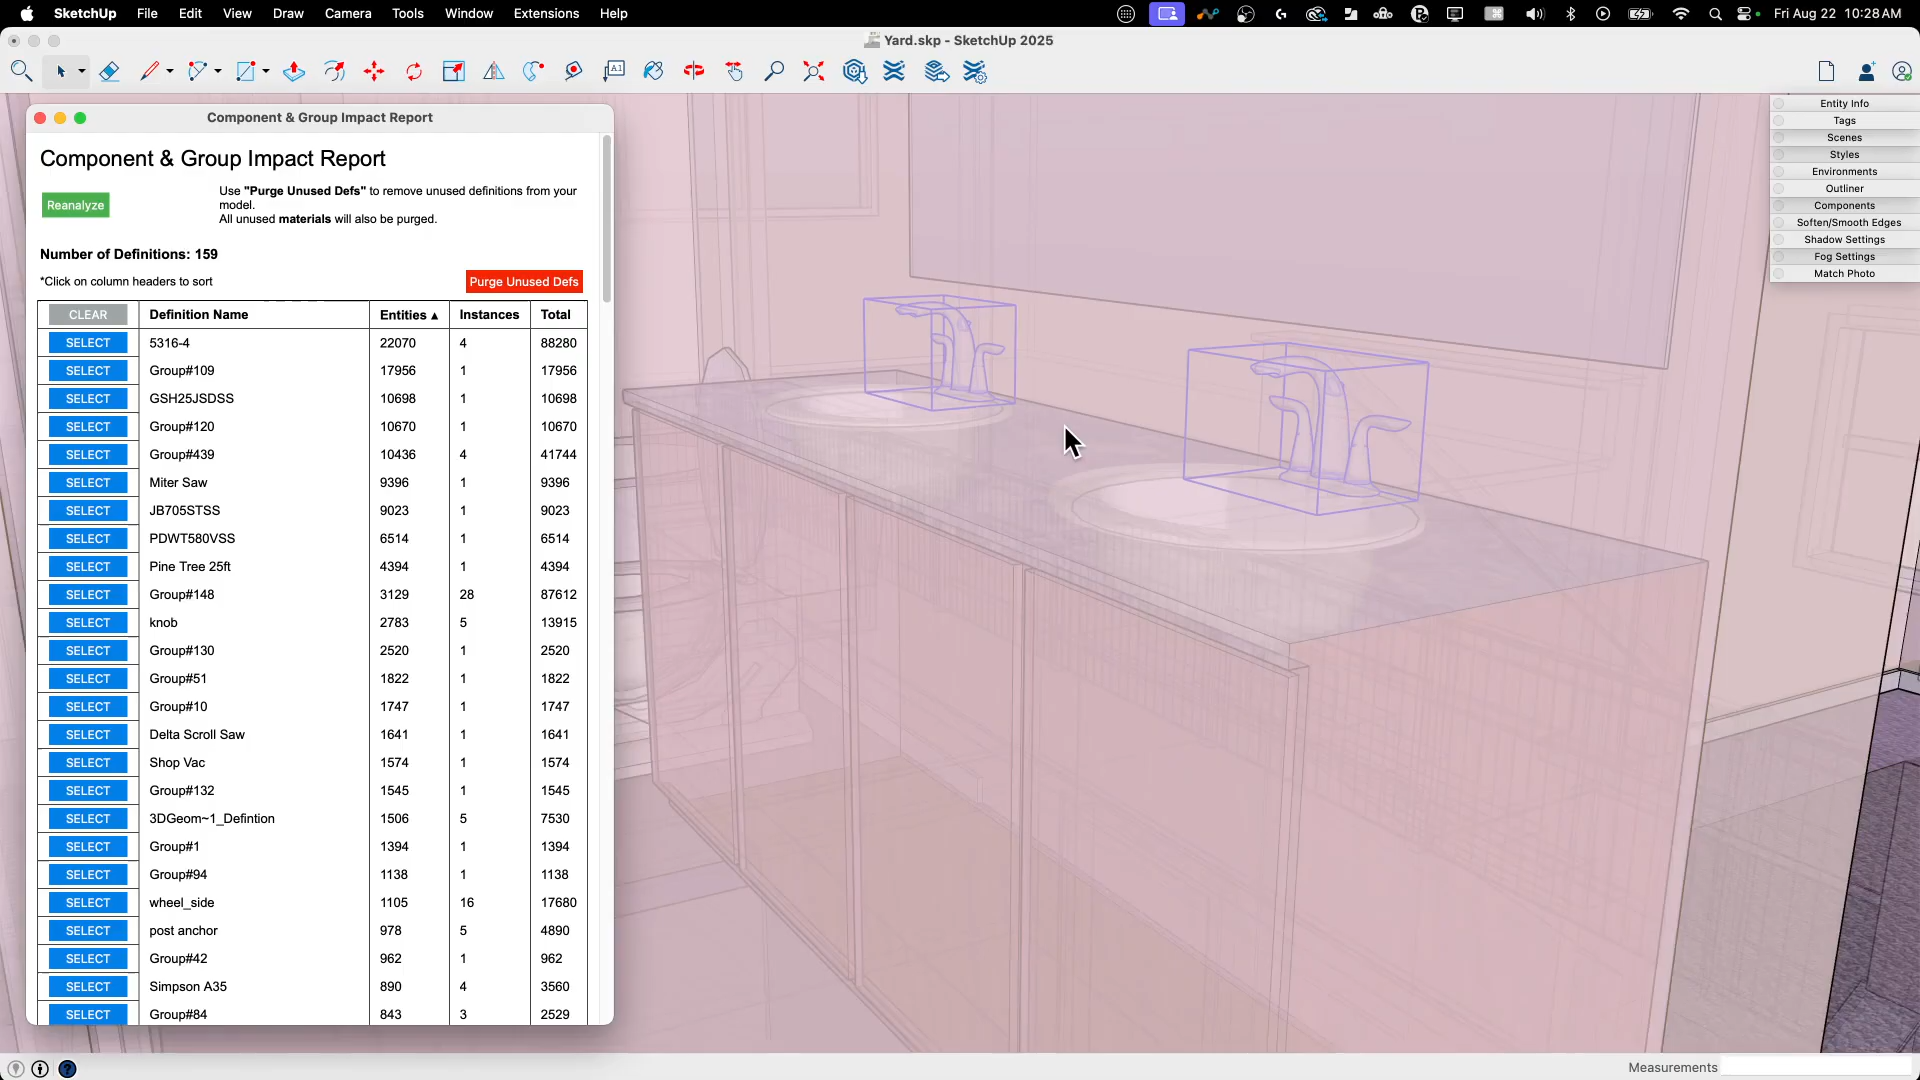 SketchUp File Edit View Draw Camera Tools Window Extensions Help
Fri Aug 22 10:28 AM
Yard.skp - SketchUp 2025
Component & Group Impact Report
Component & Group Impact Report
Reanalyze
Use "Purge Unused Defs" to remove unused definitions from your
model.
All unused materials will also be purged.
Number of Definitions: 159
*Click on column headers to sort
Purge Unused Defs
CLEAR Definition Name Entities ▲ Instances Total
SELECT 5316-4 22070 4 88280
SELECT Group#109 17956 1 17956
SELECT GSH25JSDSS 10698 1 10698
SELECT Group#120 10670 1 10670
SELECT Group#439 10436 4 41744
SELECT Miter Saw 9396 1 9396
SELECT JB705STSS 9023 1 9023
SELECT PDWT580VSS 6514 1 6514
SELECT Pine Tree 25ft 4394 1 4394
SELECT Group#148 3129 28 87612
SELECT knob 2783 5 13915
SELECT Group#130 2520 1 2520
SELECT Group#51 1822 1 1822
SELECT Group#10 1747 1 1747
SELECT Delta Scroll Saw 1641 1 1641
SELECT Shop Vac 1574 1 1574
SELECT Group#132 1545 1 1545
SELECT 3DGeom~1_Defintion 1506 5 7530
SELECT Group#1 1394 1 1394
SELECT Group#94 1138 1 1138
SELECT wheel_side 1105 16 17680
SELECT post anchor 978 5 4890
SELECT Group#42 962 1 962
SELECT Simpson A35 890 4 3560
SELECT Group#84 843 3 2529
Entity Info
Tags
Scenes
Styles
Environments
Outliner
Components
Soften/Smooth Edges
Shadow Settings
Fog Settings
Match Photo
Measurements